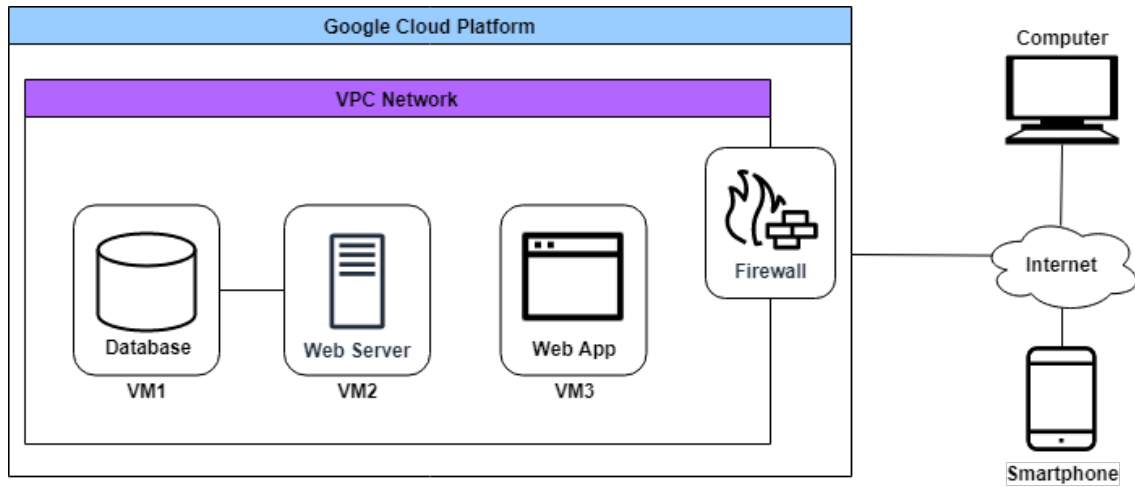 Google Cloud Platform
VPC Network
Computer
Firewall
Internet
Database
Web Server
Web App
VM1
VM2
VM3
Smartphone